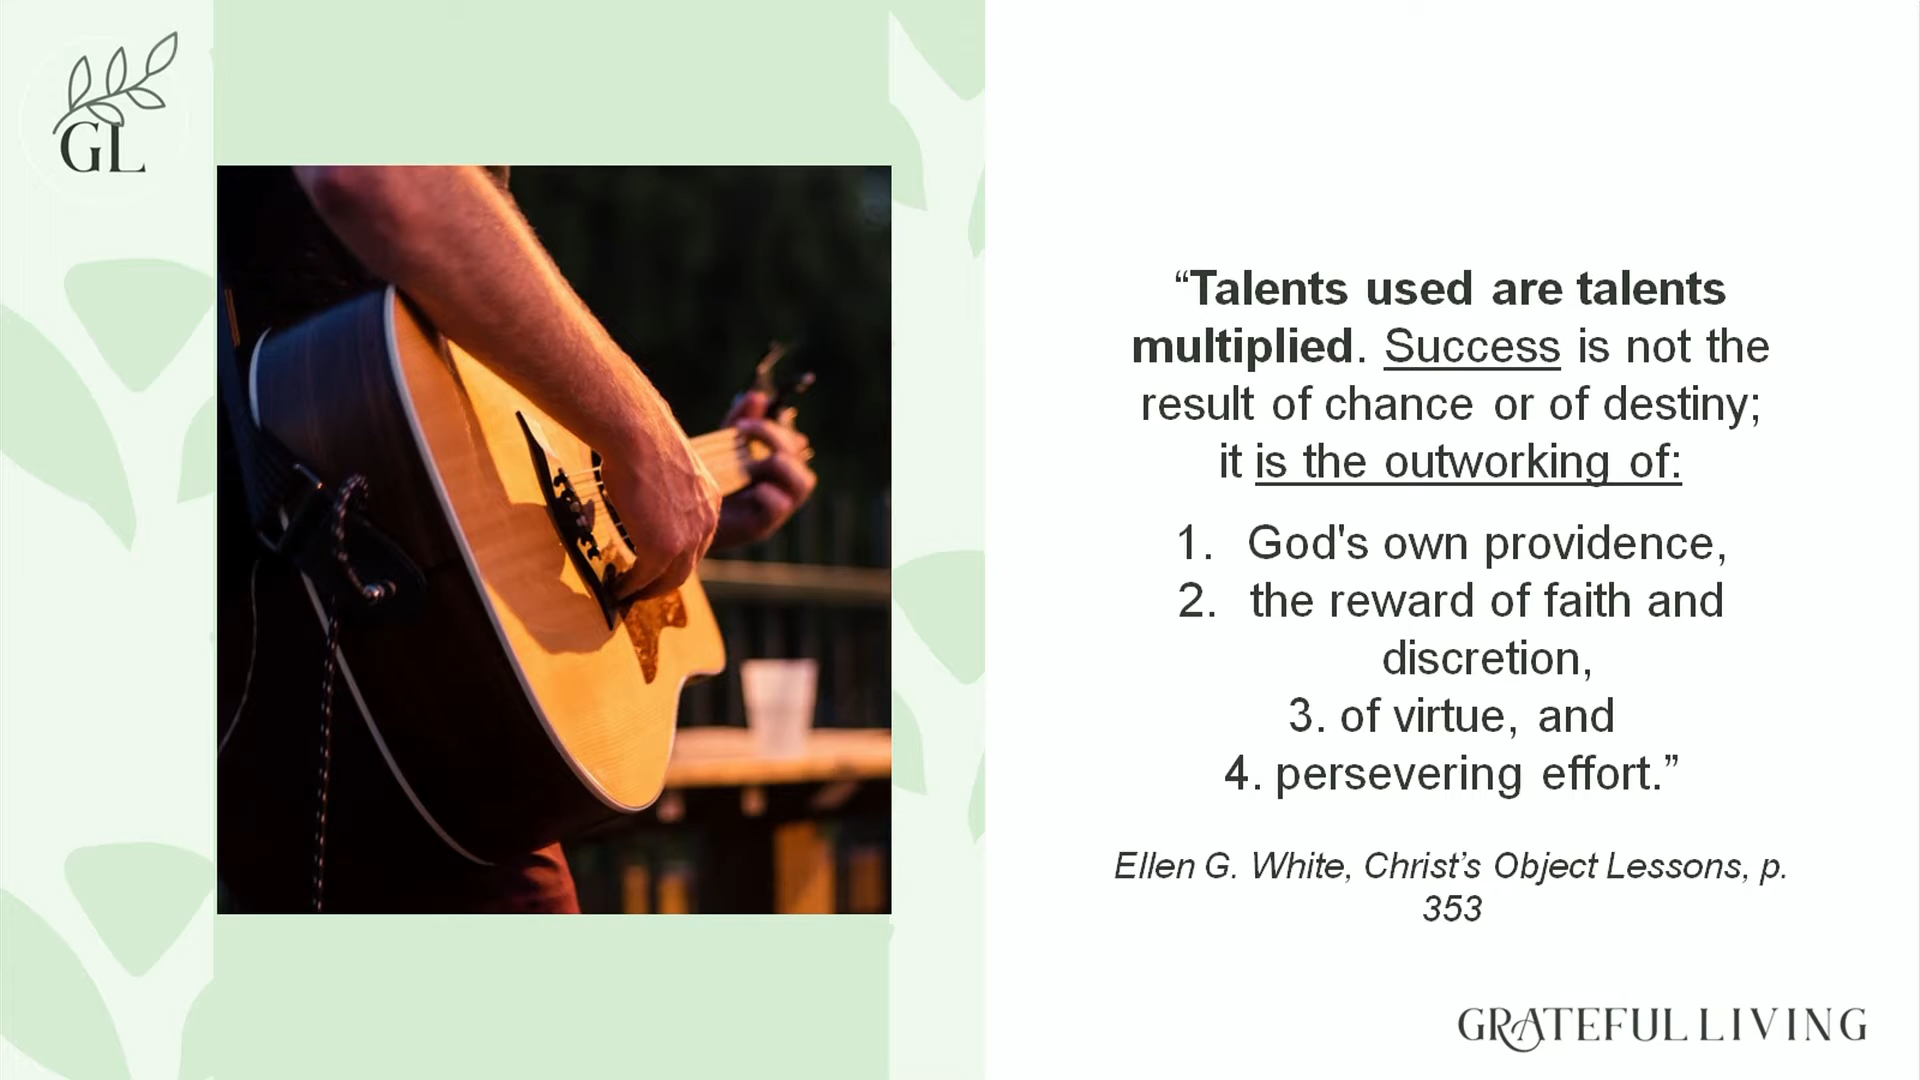 GL
“Talents used are talents
multiplied. Success is not the
result of chance or of destiny;
it is the outworking of:
1. God's own providence,
2. the reward of faith and
discretion,
3. of virtue, and
4. persevering effort.”
Ellen G. White, Christ’s Object Lessons, p.
353
GRATEFUL LIVING